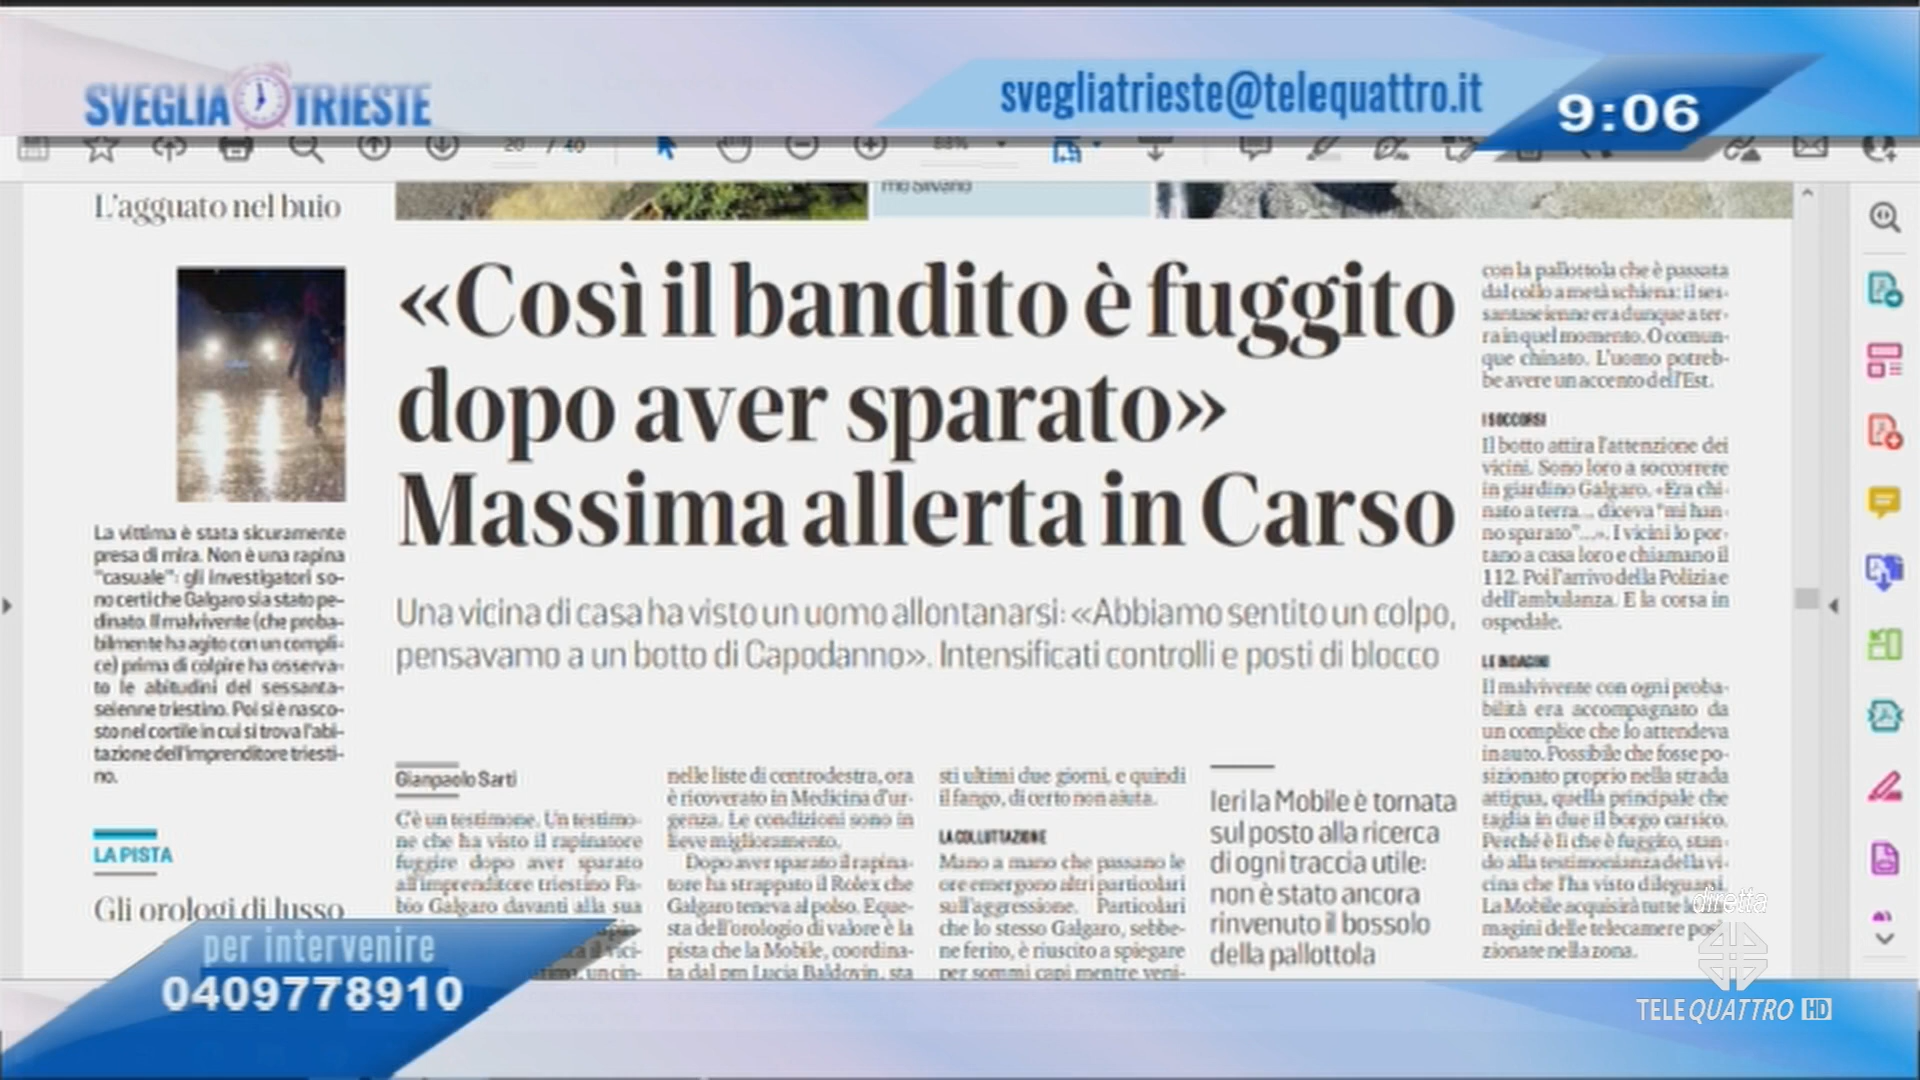 SVEGLIA TRIESTE
svegliatrieste@telequattro.it
9:06
20 / 40
88%
L'agguato nel buio
La vittima è stata sicuramente
presa di mira. Non è una rapina
"casuale": gli investigatori so-
no certi che Galgaro sia stato pe-
dinato. Il malvivente (che proba-
bilmente ha agito con un compli-
ce) prima di colpire ha osserva-
to le abitudini del sessanta-
seienne triestino. Poi si è nasco-
sto nel cortile in cui si trova l'abi-
tazione dell'imprenditore triesti-
no.
LA PISTA
Gli orologi di lusso
«Così il bandito è fuggito
dopo aver sparato»
Massima allerta in Carso
Una vicina di casa ha visto un uomo allontanarsi: «Abbiamo sentito un colpo,
pensavamo a un botto di Capodanno». Intensificati controlli e posti di blocco
Gianpaolo Sarti
C'è un testimone. Un testimo-
ne che ha visto il rapinatore
fuggire dopo aver sparato
all'imprenditore triestino Fa-
bio Galgaro davanti alla sua
nelle liste di centrodestra, ora
è ricoverato in Medicina d'ur-
genza. Le condizioni sono in
lieve miglioramento.
Dopo aver sparato il rapina-
tore ha strappato il Rolex che
Galgaro teneva al polso. E que-
sta dell'orologio di valore è la
pista che la Mobile, coordina-
ta dal pm Lucia Baldovin, sta
sti ultimi due giorni, e quindi
il fango, di certo non aiuta.
LA COLLUTTAZIONE
Mano a mano che passano le
ore emergono altri particolari
sull'aggressione. Particolari
che lo stesso Galgaro, sebbe-
ne ferito, è riuscito a spiegare
per sommi capi mentre veni-
Ieri la Mobile è tornata
sul posto alla ricerca
di ogni traccia utile:
non è stato ancora
rinvenuto il bossolo
della pallottola
con la pallottola che è passata
dal collo a metà schiena: il ses-
santaseienne era dunque a ter-
ra in quel momento. O comun-
que chinato. L'uomo potreb-
be avere un accento dell'Est.
I SOCCORSI
Il botto attira l'attenzione dei
vicini. Sono loro a soccorrere
in giardino Galgaro. «Era chi-
nato a terra... diceva "mi han-
no sparato"...». I vicini lo por-
tano a casa loro e chiamano il
112. Poi l'arrivo della Polizia e
dell'ambulanza. E la corsa in
ospedale.
LE INDAGINI
Il malvivente con ogni proba-
bilità era accompagnato da
un complice che lo attendeva
in auto. Possibile che fosse po-
sizionato proprio nella strada
attigua, quella principale che
taglia in due il borgo carsico.
Perché è lì che è fuggito, stan-
do alla testimonianza della vi-
cina che l'ha visto dileguarsi.
La Mobile acquisirà tutte le
magini delle telecamere posi-
zionate nella zona.
per intervenire
0409778910
diretta
TELEQUATTRO HD